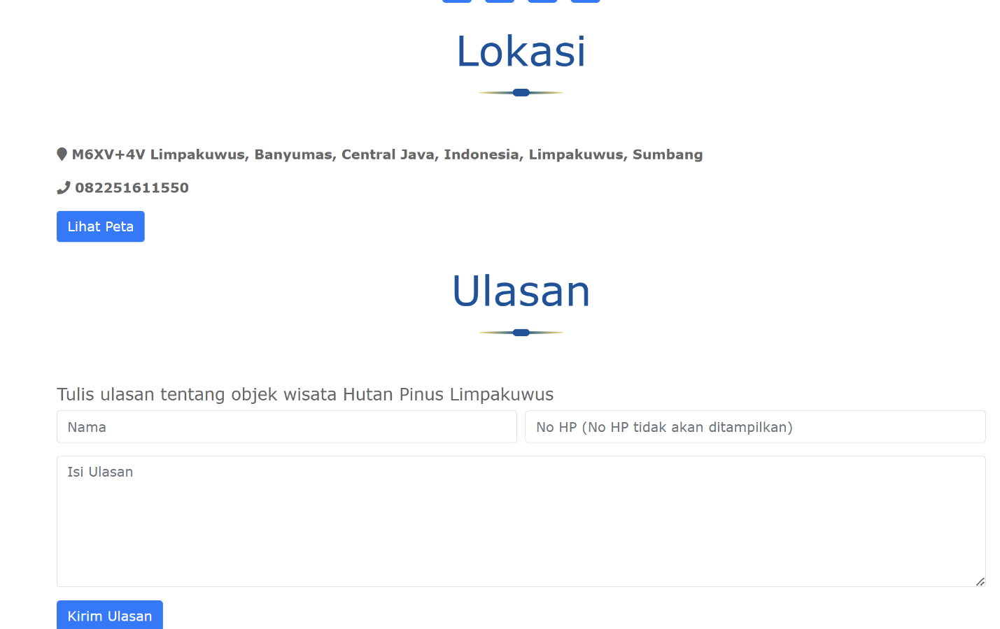 Lokasi
M6XV+4V Limpakuwus, Banyumas, Central Java, Indonesia, Limpakuwus, Sumbang
082251611550
Lihat Peta
Ulasan
Tulis ulasan tentang objek wisata Hutan Pinus Limpakuwus
Nama
No HP (No HP tidak akan ditampilkan)
Isi Ulasan
Kirim Ulasan